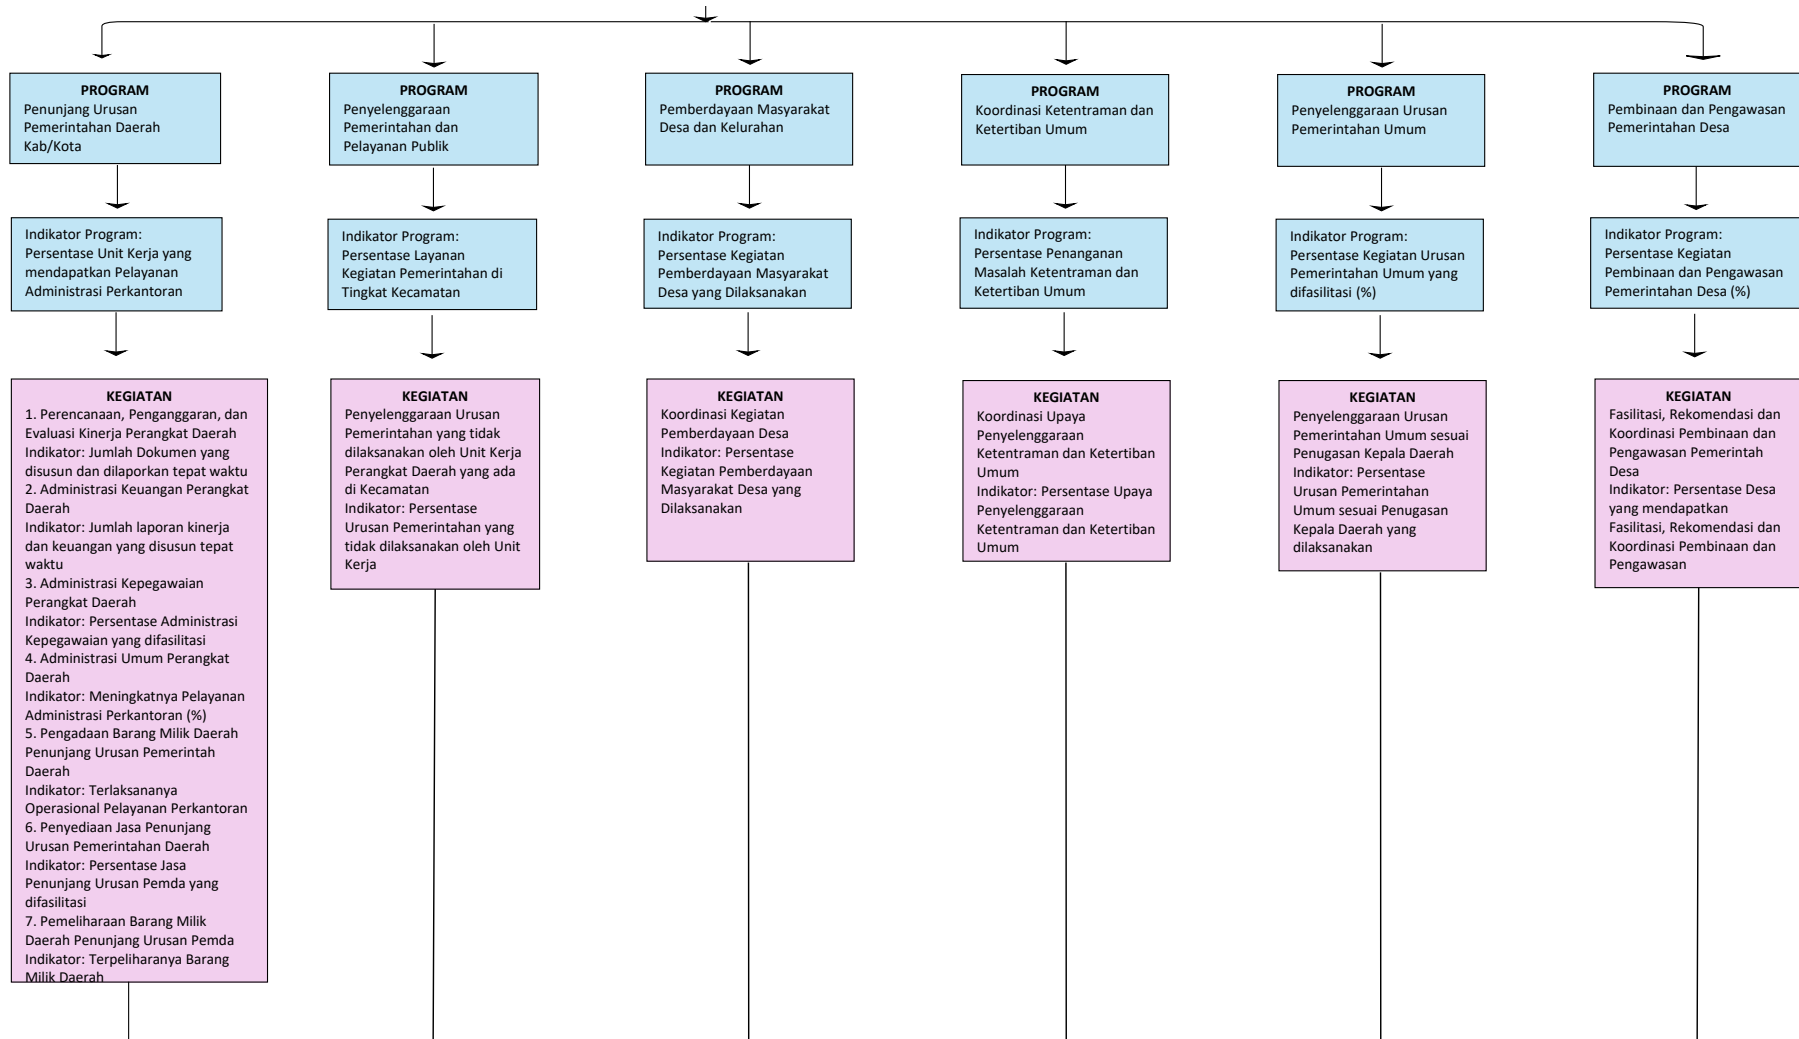 PROGRAM
Penunjang Urusan
Pemerintahan Daerah
Kab/Kota
PROGRAM
Penyelenggaraan
Pemerintahan dan
Pelayanan Publik
PROGRAM
Pemberdayaan Masyarakat
Desa dan Kelurahan
PROGRAM
Koordinasi Ketentraman dan
Ketertiban Umum
PROGRAM
Penyelenggaraan Urusan
Pemerintahan Umum
PROGRAM
Pembinaan dan Pengawasan
Pemerintahan Desa
Indikator Program:
Persentase Unit Kerja yang
mendapatkan Pelayanan
Administrasi Perkantoran
Indikator Program:
Persentase Layanan
Kegiatan Pemerintahan di
Tingkat Kecamatan
Indikator Program:
Persentase Kegiatan
Pemberdayaan Masyarakat
Desa yang Dilaksanakan
Indikator Program:
Persentase Penanganan
Masalah Ketentraman dan
Ketertiban Umum
Indikator Program:
Persentase Kegiatan Urusan
Pemerintahan Umum yang
difasilitasi (%)
Indikator Program:
Persentase Kegiatan
Pembinaan dan Pengawasan
Pemerintahan Desa (%)
KEGIATAN
1. Perencanaan, Penganggaran, dan
Evaluasi Kinerja Perangkat Daerah
Indikator: Jumlah Dokumen yang
disusun dan dilaporkan tepat waktu
2. Administrasi Keuangan Perangkat
Daerah
Indikator: Jumlah laporan kinerja
dan keuangan yang disusun tepat
waktu
3. Administrasi Kepegawaian
Perangkat Daerah
Indikator: Persentase Administrasi
Kepegawaian yang difasilitasi
4. Administrasi Umum Perangkat
Daerah
Indikator: Meningkatnya Pelayanan
Administrasi Perkantoran (%)
5. Pengadaan Barang Milik Daerah
Penunjang Urusan Pemerintah
Daerah
Indikator: Terlaksananya
Operasional Pelayanan Perkantoran
6. Penyediaan Jasa Penunjang
Urusan Pemerintahan Daerah
Indikator: Persentase Jasa
Penunjang Urusan Pemda yang
difasilitasi
7. Pemeliharaan Barang Milik
Daerah Penunjang Urusan Pemda
Indikator: Terpeliharanya Barang
Milik Daerah
KEGIATAN
Penyelenggaraan Urusan
Pemerintahan yang tidak
dilaksanakan oleh Unit Kerja
Perangkat Daerah yang ada
di Kecamatan
Indikator: Persentase
Urusan Pemerintahan yang
tidak dilaksanakan oleh Unit
Kerja
KEGIATAN
Koordinasi Kegiatan
Pemberdayaan Desa
Indikator: Persentase
Kegiatan Pemberdayaan
Masyarakat Desa yang
Dilaksanakan
KEGIATAN
Koordinasi Upaya
Penyelenggaraan
Ketentraman dan Ketertiban
Umum
Indikator: Persentase Upaya
Penyelenggaraan
Ketentraman dan Ketertiban
Umum
KEGIATAN
Penyelenggaraan Urusan
Pemerintahan Umum sesuai
Penugasan Kepala Daerah
Indikator: Persentase
Urusan Pemerintahan
Umum sesuai Penugasan
Kepala Daerah yang
dilaksanakan
KEGIATAN
Fasilitasi, Rekomendasi dan
Koordinasi Pembinaan dan
Pengawasan Pemerintah
Desa
Indikator: Persentase Desa
yang mendapatkan
Fasilitasi, Rekomendasi dan
Koordinasi Pembinaan dan
Pengawasan